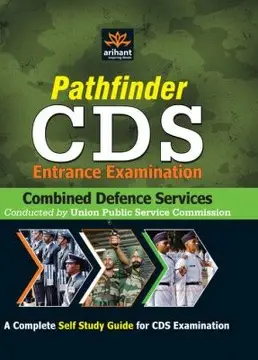 arihant
Pathfinder
CDS
Entrance Examination
Combined Defence Services
Conducted by Union Public Service Commission
A Complete Self Study Guide for CDS Examination